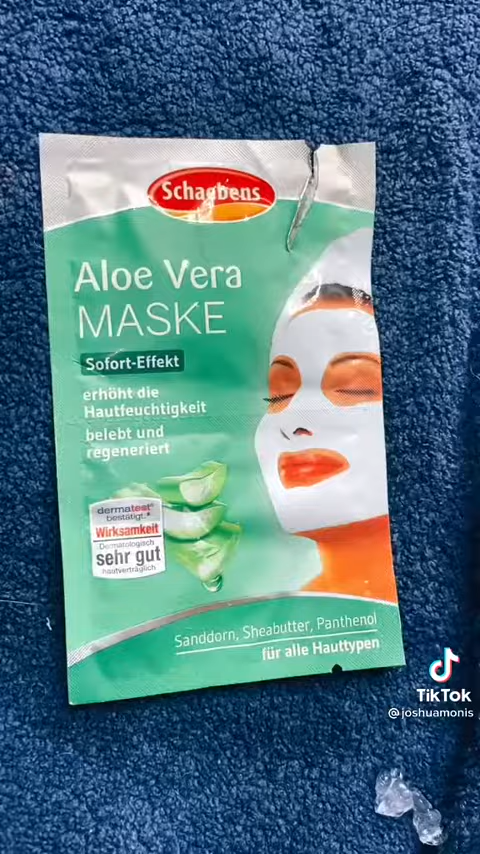 Schaebens
Aloe Vera
MASKE
Sofort-Effekt
erhöht die
Hautfeuchtigkeit
belebt und
regeneriert
dermatest®
bestätigt.*
Wirksamkeit
Dermatologisch
sehr gut
hautverträglich
Sanddorn, Sheabutter, Panthenol
für alle Hauttypen
TikTok
@joshuamonis